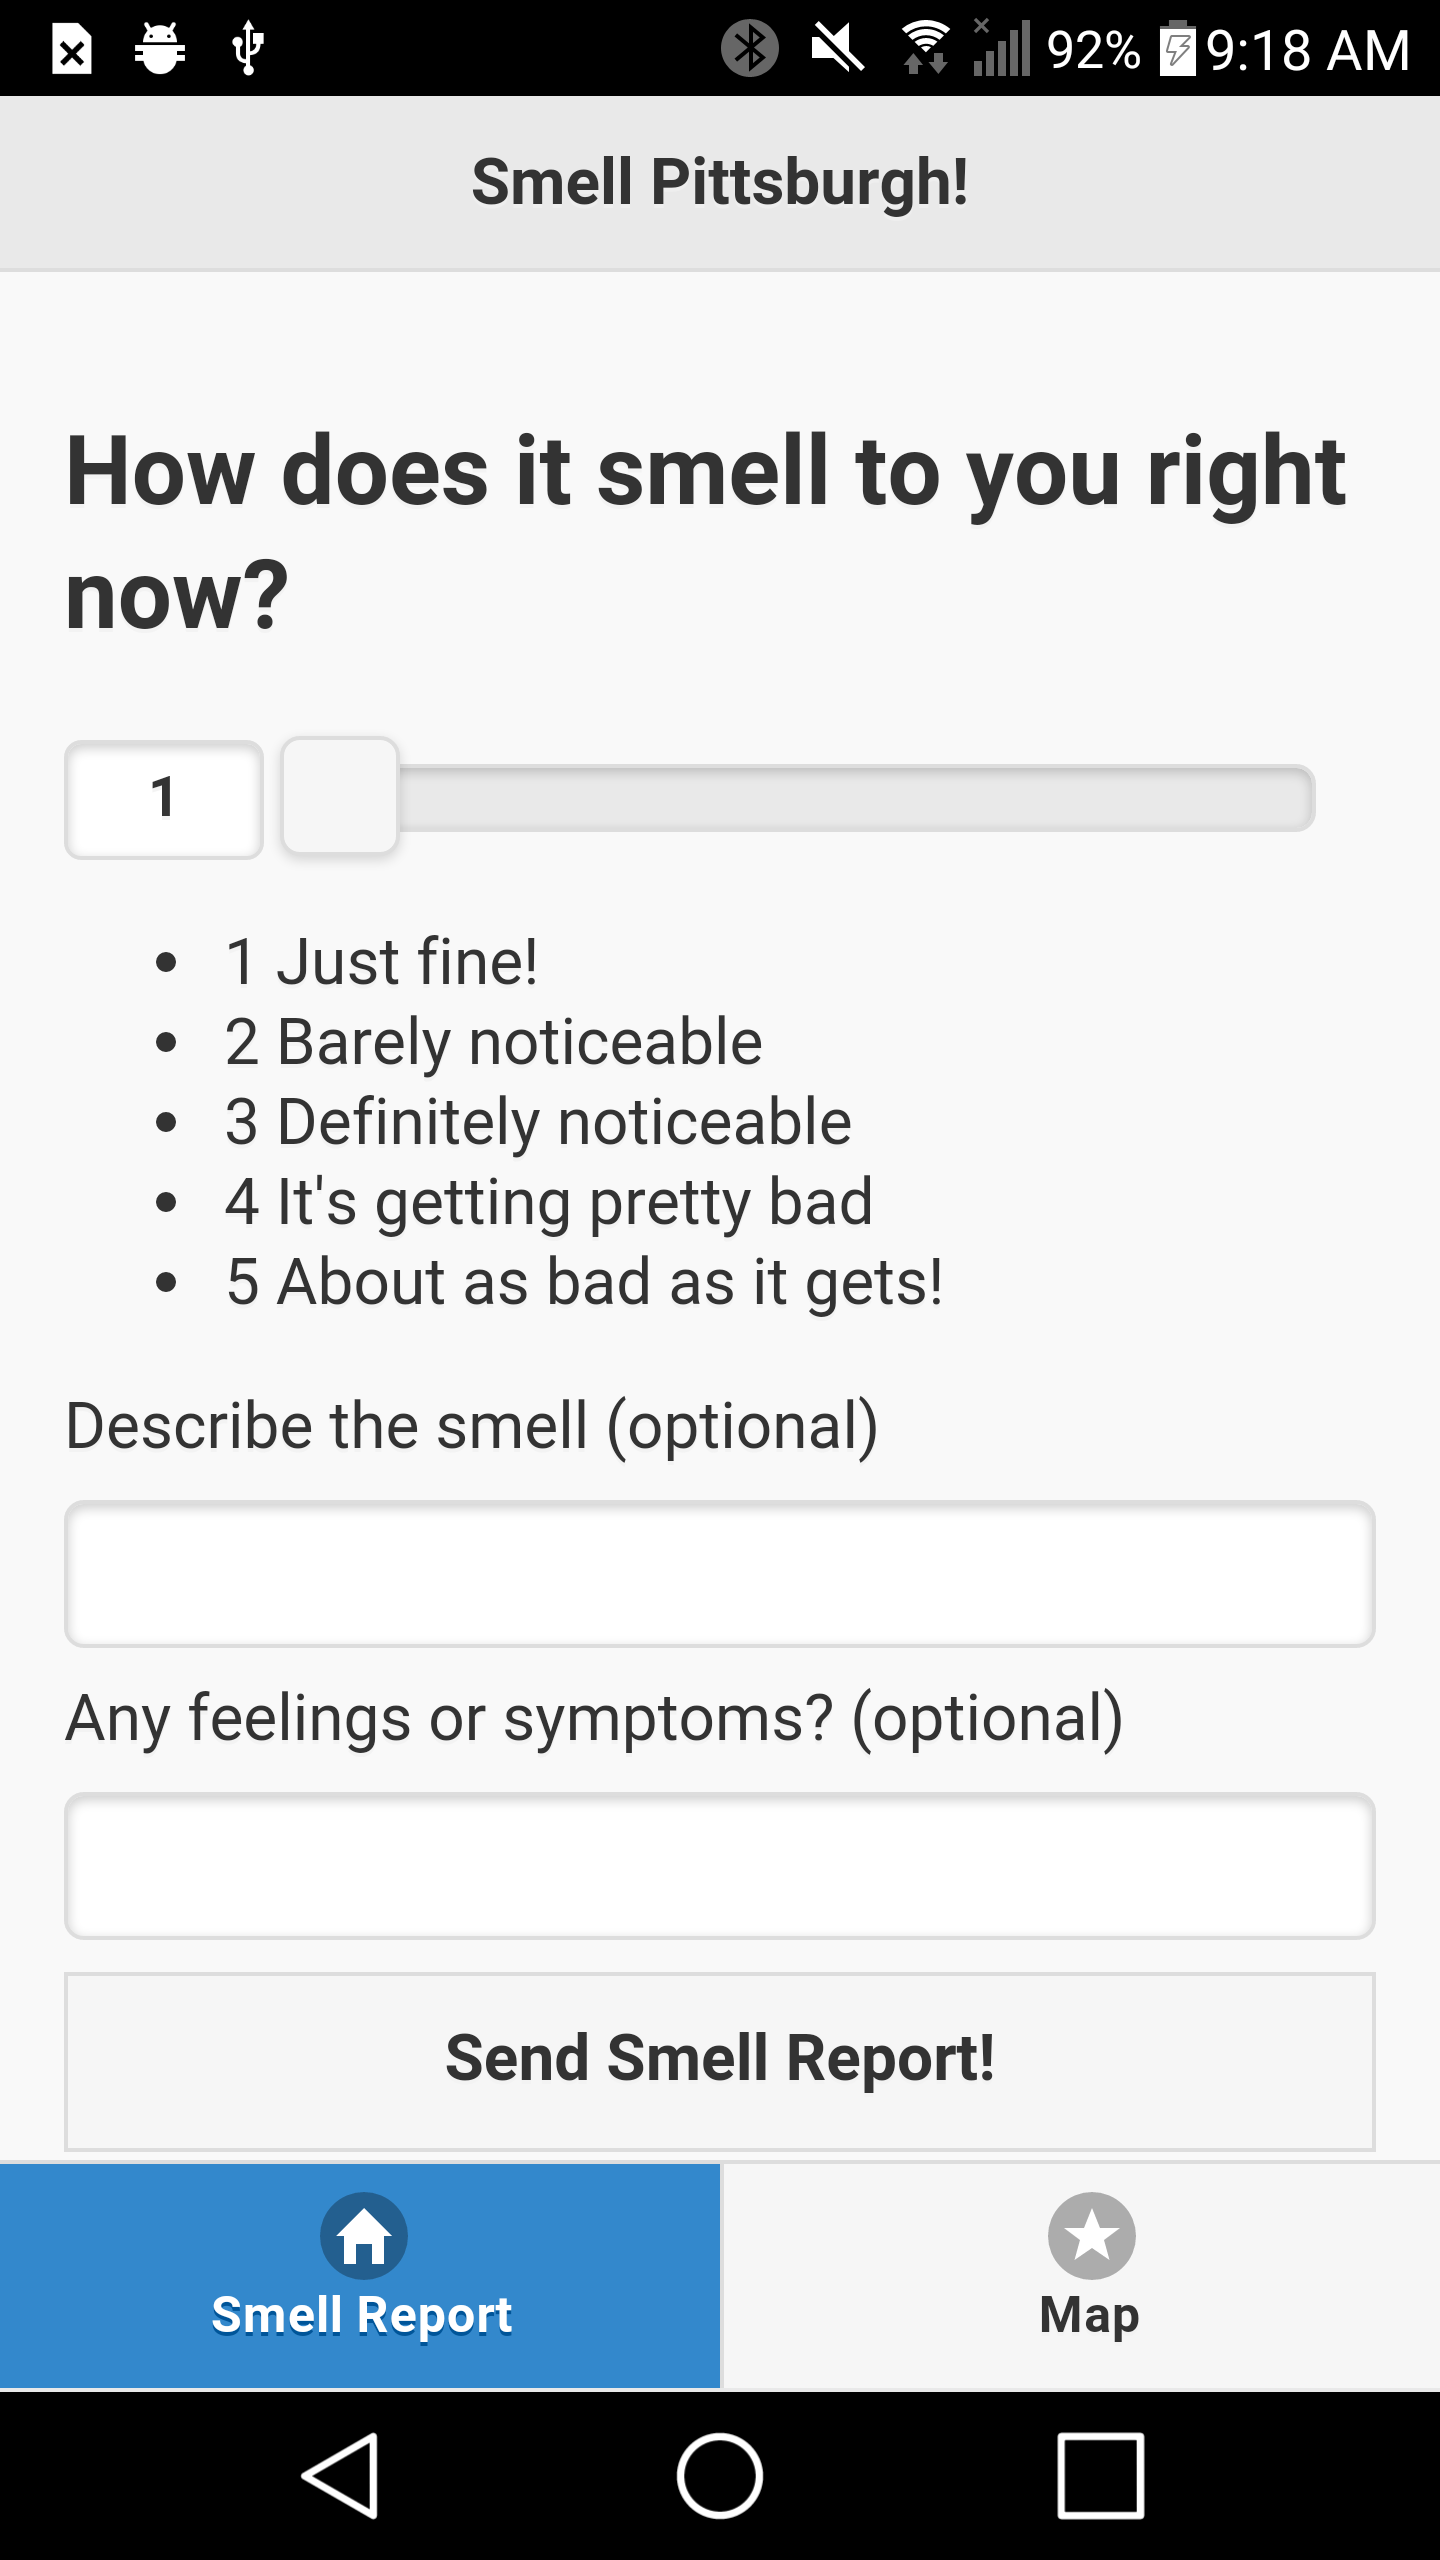 92% 9:18 AM
Smell Pittsburgh!
How does it smell to you right
now?
1
1 Just fine!
2 Barely noticeable
3 Definitely noticeable
4 It's getting pretty bad
5 About as bad as it gets!
Describe the smell (optional)
Any feelings or symptoms? (optional)
Send Smell Report!
Smell Report
Map